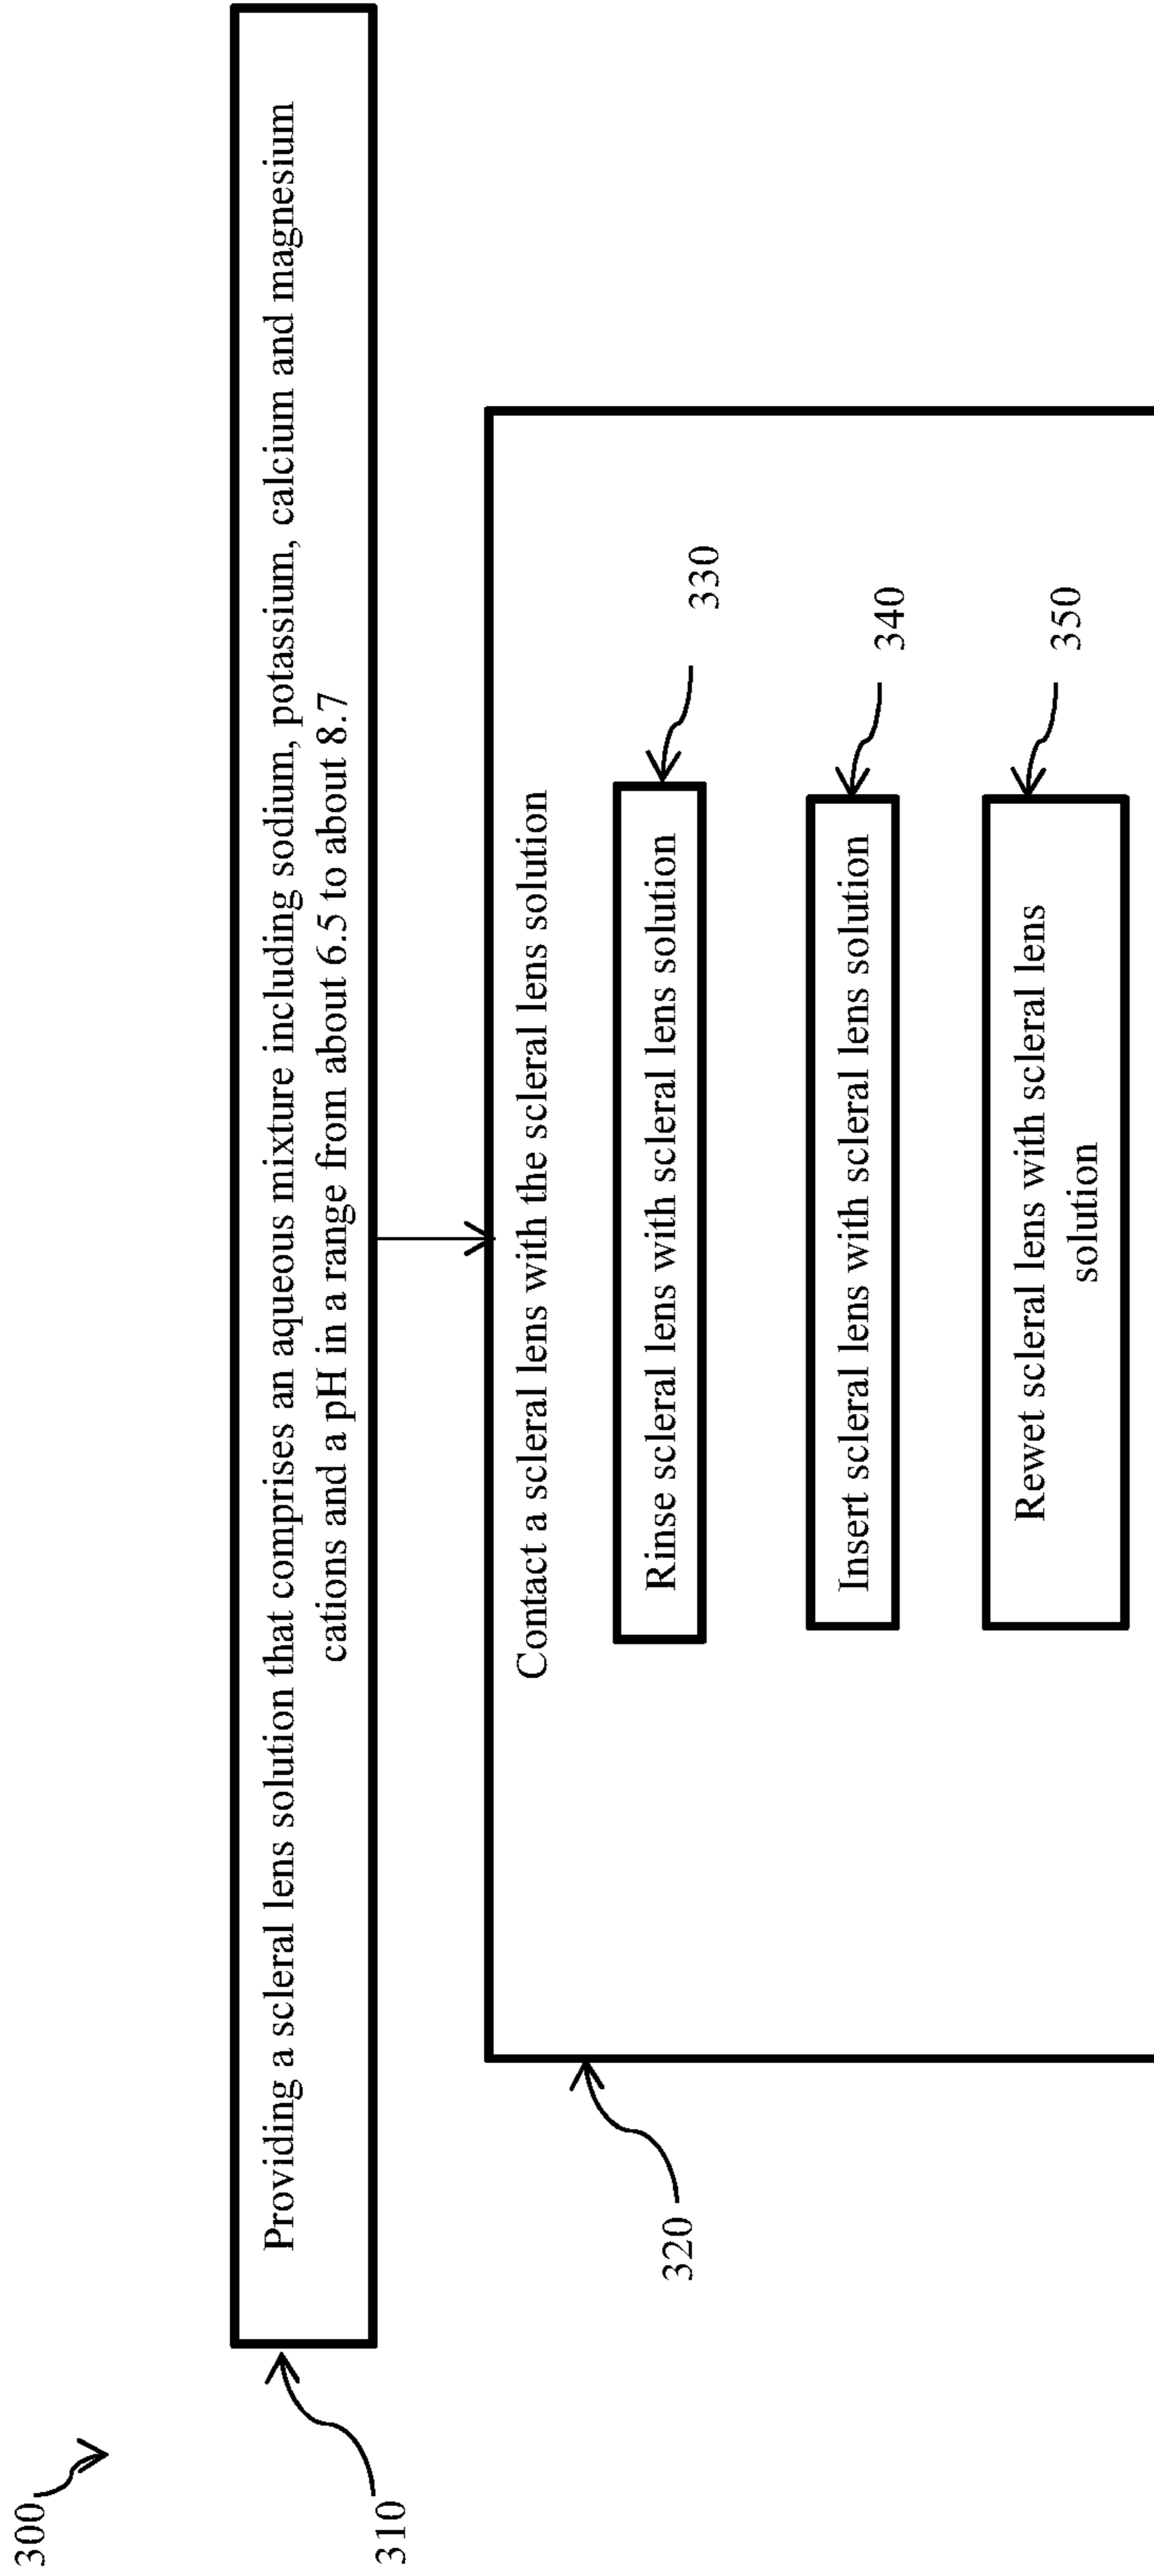 300
310
Providing a scleral lens solution that comprises an aqueous mixture including sodium, potassium, calcium and magnesium
cations and a pH in a range from about 6.5 to about 8.7
320
Contact a scleral lens with the scleral lens solution
Rinse scleral lens with scleral lens solution
330
Insert scleral lens with scleral lens solution
340
Rewet scleral lens with scleral lens
solution
350